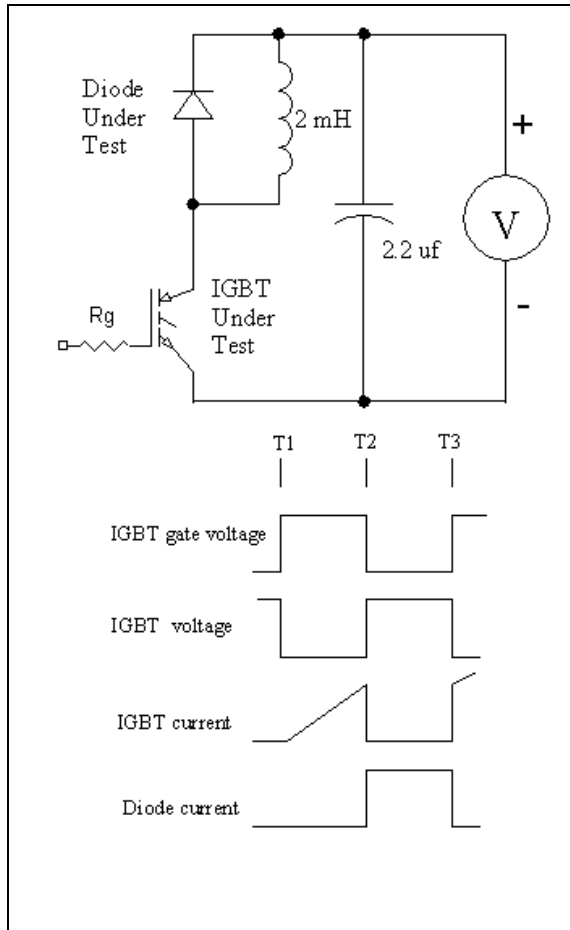 Diode
Under
Test
2 mH
+
V
2.2 uf
-
IGBT
Under
Test
Rg
T1 T2 T3
IGBT gate voltage
IGBT voltage
IGBT current
Diode current